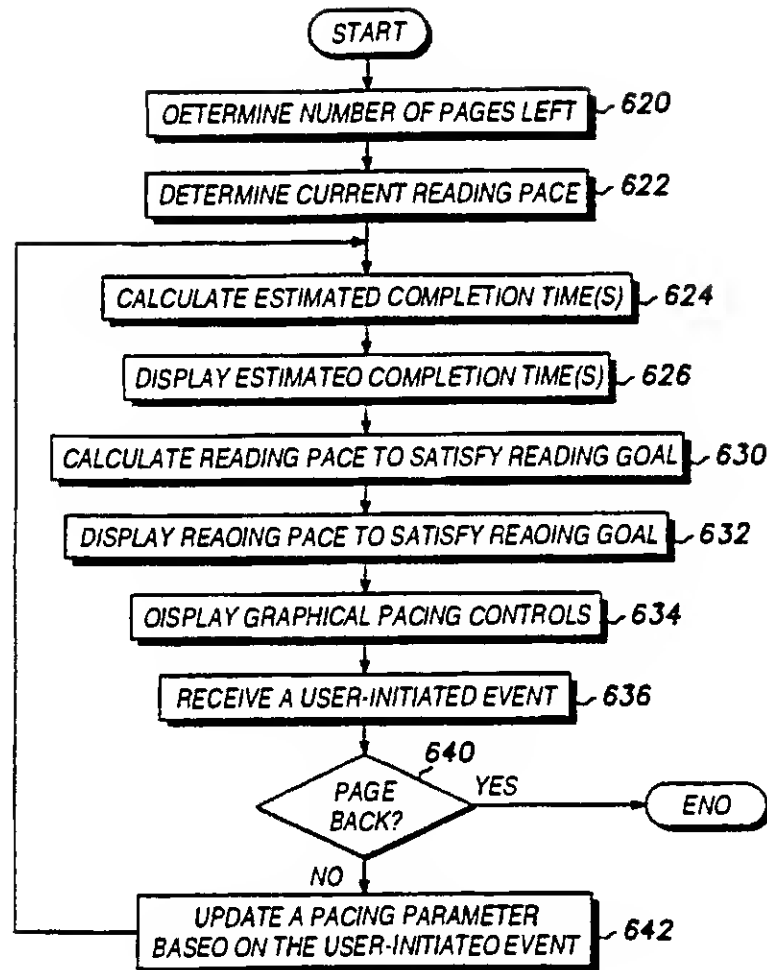 START
OETERMINE NUMBER OF PAGES LEFT 620
DETERMINE CURRENT READING PACE 622
CALCULATE ESTIMATED COMPLETION TIME(S) 624
DISPLAY ESTIMATEO COMPLETION TIME(S) 626
CALCULATE READING PACE TO SATISFY READING GOAL 630
DISPLAY REAOING PACE TO SATISFY REAOING GOAL 632
OISPLAY GRAPHICAL PACING CONTROLS 634
RECEIVE A USER-INITIATED EVENT 636
640
PAGE BACK?
YES
ENO
NO
UPDATE A PACING PARAMETER
BASEO ON THE USER-INITIATEO EVENT 642